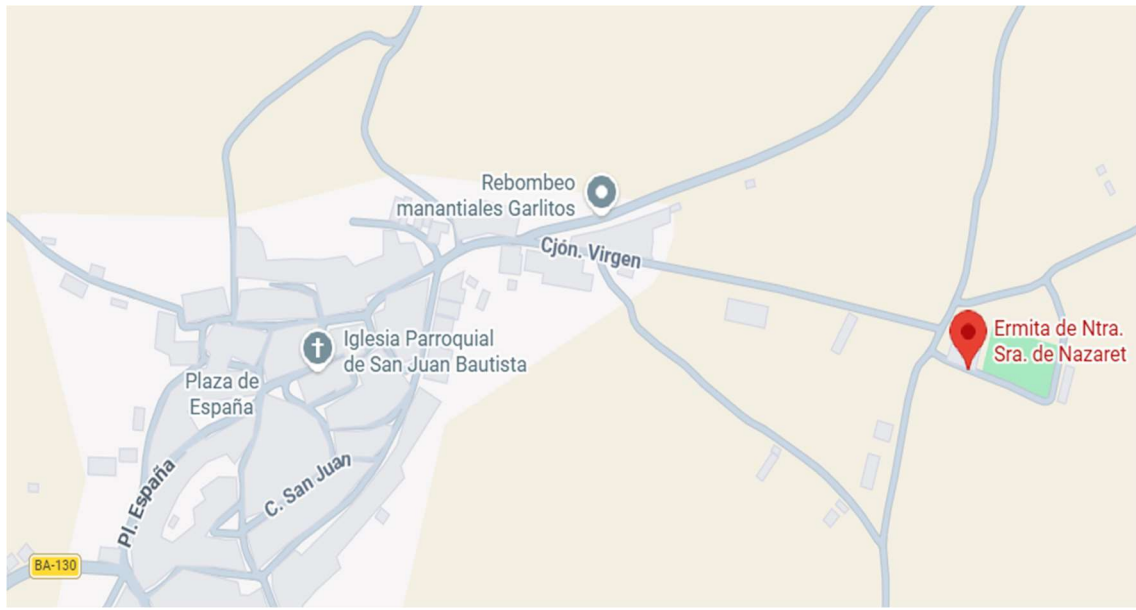 Rebombeo
manantiales Garlitos
Cjón. Virgen
Ermita de Ntra.
Sra. de Nazaret
Iglesia Parroquial
de San Juan Bautista
Plaza de
España
C. San Juan
Pl. España
BA-130